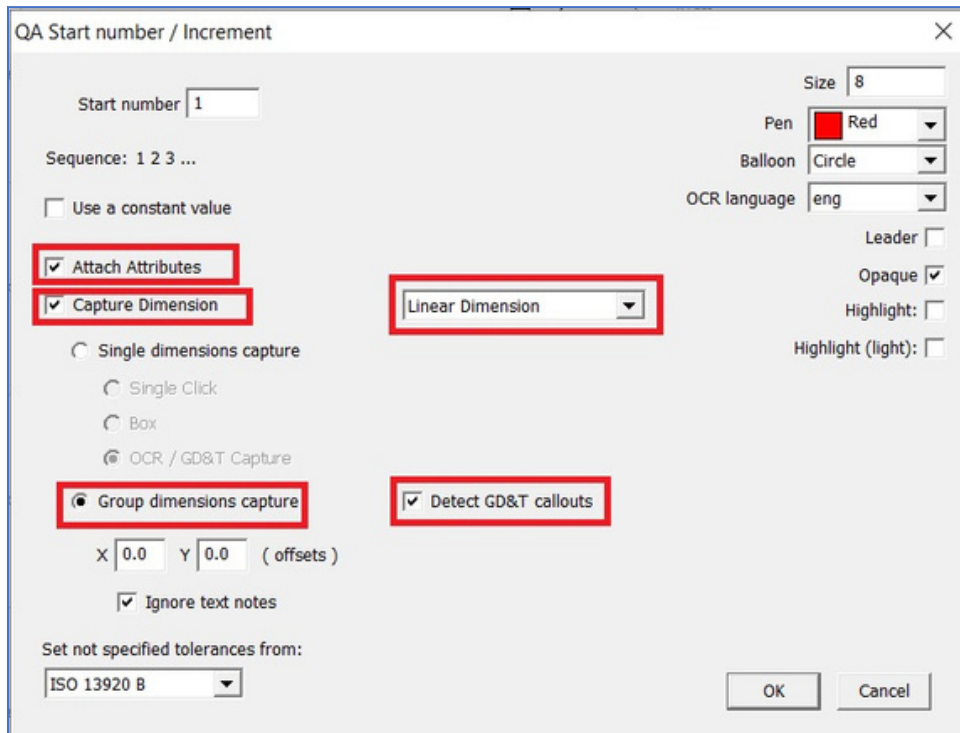 QA Start number / Increment
Size 8
Start number 1
Pen Red
Sequence: 1 2 3 ...
Balloon Circle
OCR language eng
Use a constant value
Leader
Attach Attributes
Opaque
Capture Dimension
Linear Dimension
Highlight:
Single dimensions capture
Highlight (light):
Single Click
Box
OCR / GD&T Capture
Group dimensions capture
Detect GD&T callouts
X 0.0 Y 0.0 ( offsets )
Ignore text notes
Set not specified tolerances from:
ISO 13920 B
OK
Cancel